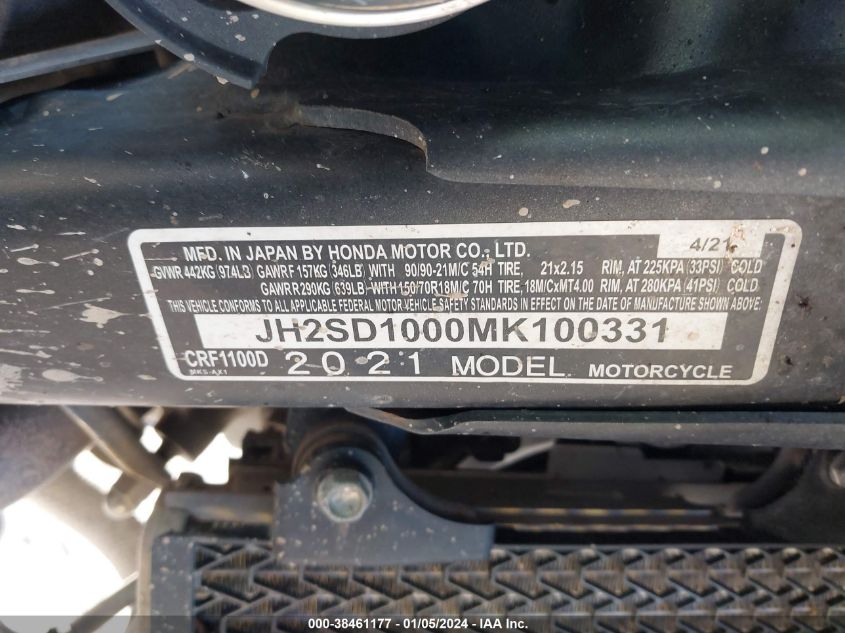 MFD. IN JAPAN BY HONDA MOTOR CO., LTD. 4/21
GVWR 442KG (974LB) GAWR F 157KG (346LB) WITH 90/90-21M/C 54H TIRE, 21x2.15 RIM, AT 225KPA (33PSI) COLD
GAWR R 290KG (639LB) WITH 150/70R18M/C 70H TIRE, 18M/CxMT4.00 RIM, AT 280KPA (41PSI) COLD
THIS VEHICLE CONFORMS TO ALL APPLICABLE FEDERAL MOTOR VEHICLE SAFETY STANDARDS IN EFFECT ON THE DATE OF MANUFACTURE SHOWN ABOVE.
JH2SD1000MK100331
CRF1100D 2021 MODEL MOTORCYCLE
MKS-AX1
000-38461177 - 01/05/2024 - IAA Inc.